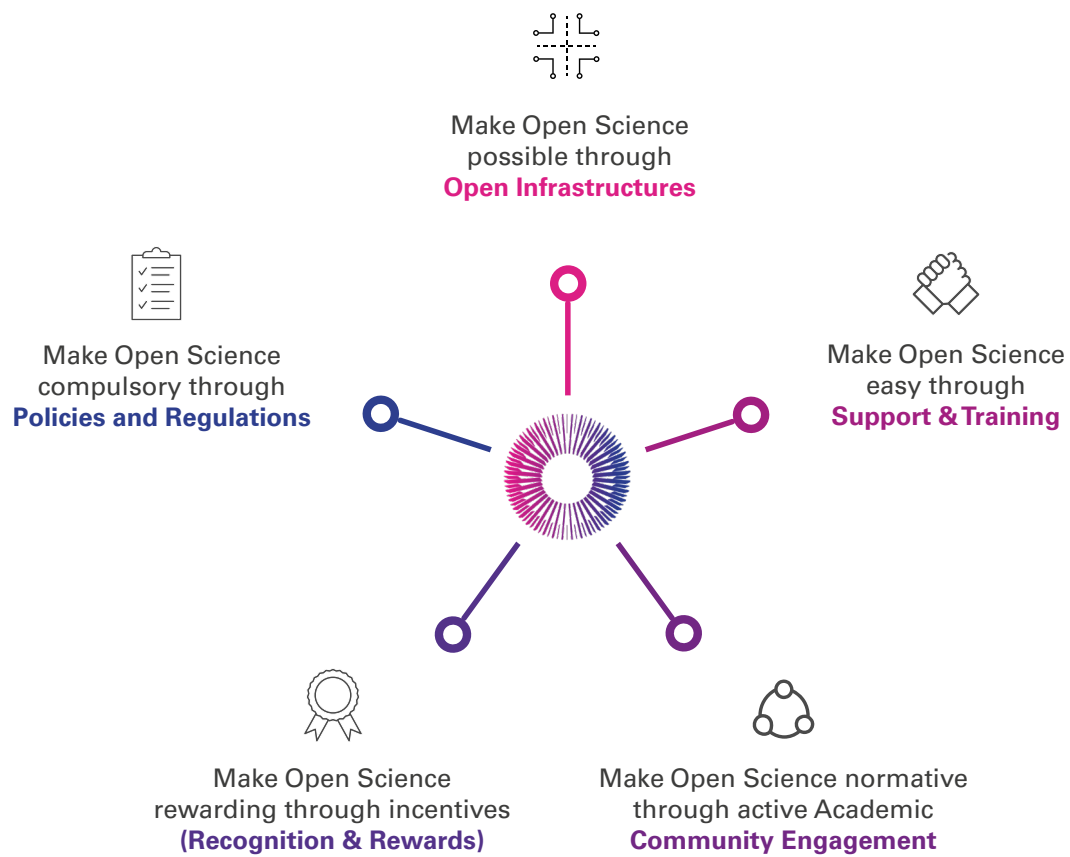 Make Open Science
possible through
Open Infrastructures
Make Open Science
compulsory through
Policies and Regulations
Make Open Science
easy through
Support & Training
Make Open Science
rewarding through incentives
(Recognition & Rewards)
Make Open Science normative
through active Academic
Community Engagement